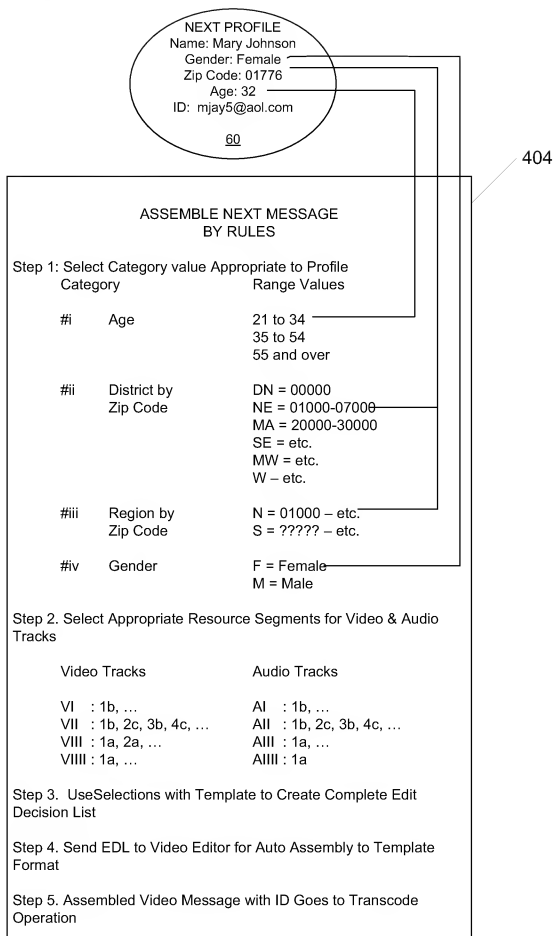 NEXT PROFILE
Name: Mary Johnson
Gender: Female
Zip Code: 01776
Age: 32
ID: mjay5@aol.com
60
404
ASSEMBLE NEXT MESSAGE
BY RULES
Step 1: Select Category value Appropriate to Profile
Category Range Values
#i Age 21 to 34
35 to 54
55 and over
#ii District by DN = 00000
Zip Code NE = 01000-07000
MA = 20000-30000
SE = etc.
MW = etc.
W – etc.
#iii Region by N = 01000 – etc.
Zip Code S = ????? – etc.
#iv Gender F = Female
M = Male
Step 2. Select Appropriate Resource Segments for Video & Audio
Tracks
Video Tracks Audio Tracks
VI : 1b, … AI : 1b, …
VII : 1b, 2c, 3b, 4c, … AII : 1b, 2c, 3b, 4c, …
VIII : 1a, 2a, … AIII : 1a, …
VIIII : 1a, … AIIII : 1a
Step 3. UseSelections with Template to Create Complete Edit
Decision List
Step 4. Send EDL to Video Editor for Auto Assembly to Template
Format
Step 5. Assembled Video Message with ID Goes to Transcode
Operation